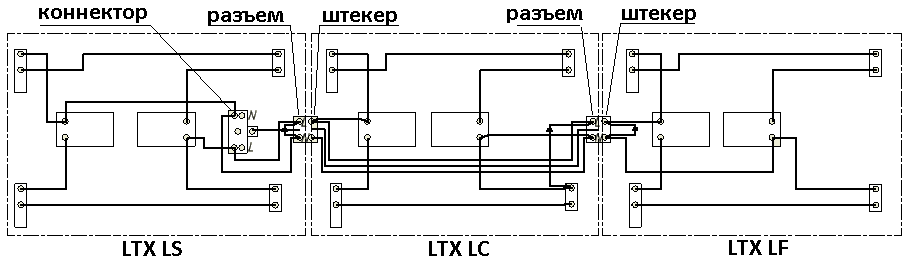 коннектор разъем штекер разъем штекер
N
L
LTX LS LTX LC LTX LF